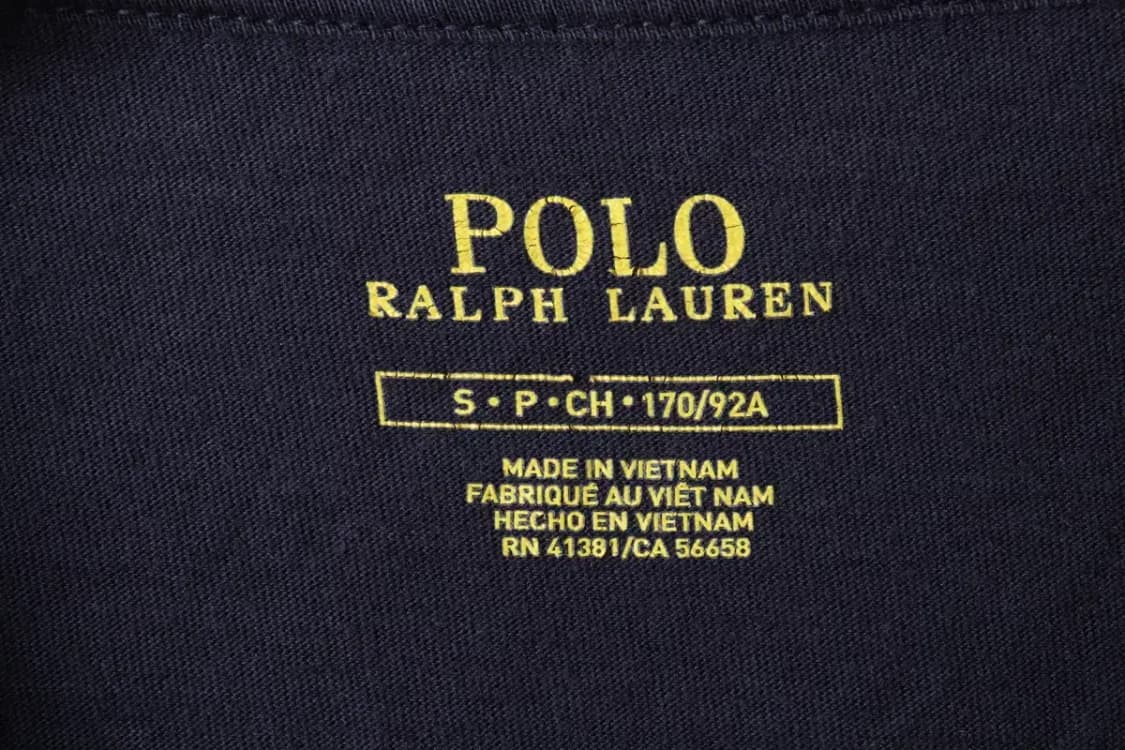 POLO
RALPH LAUREN
S • P • CH • 170/92A
MADE IN VIETNAM
FABRIQUÉ AU VIÊT NAM
HECHO EN VIETNAM
RN 41381/CA 56658